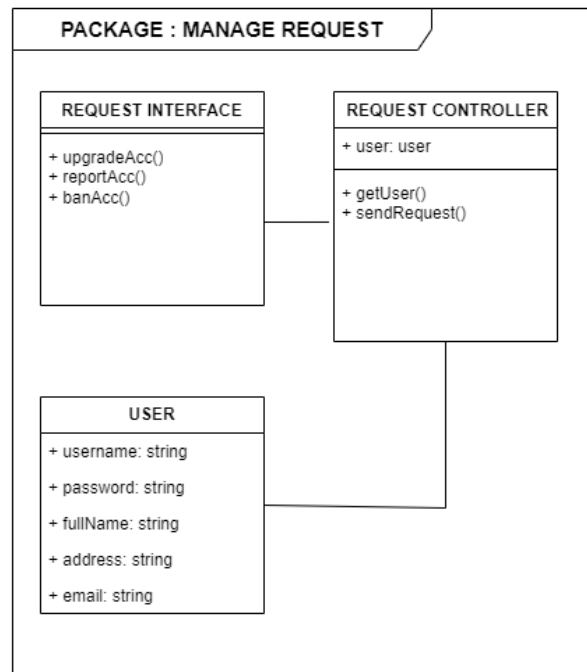 PACKAGE : MANAGE REQUEST
REQUEST INTERFACE
+ upgradeAcc()
+ reportAcc()
+ banAcc()
REQUEST CONTROLLER
+ user: user
+ getUser()
+ sendRequest()
USER
+ username: string
+ password: string
+ fullName: string
+ address: string
+ email: string